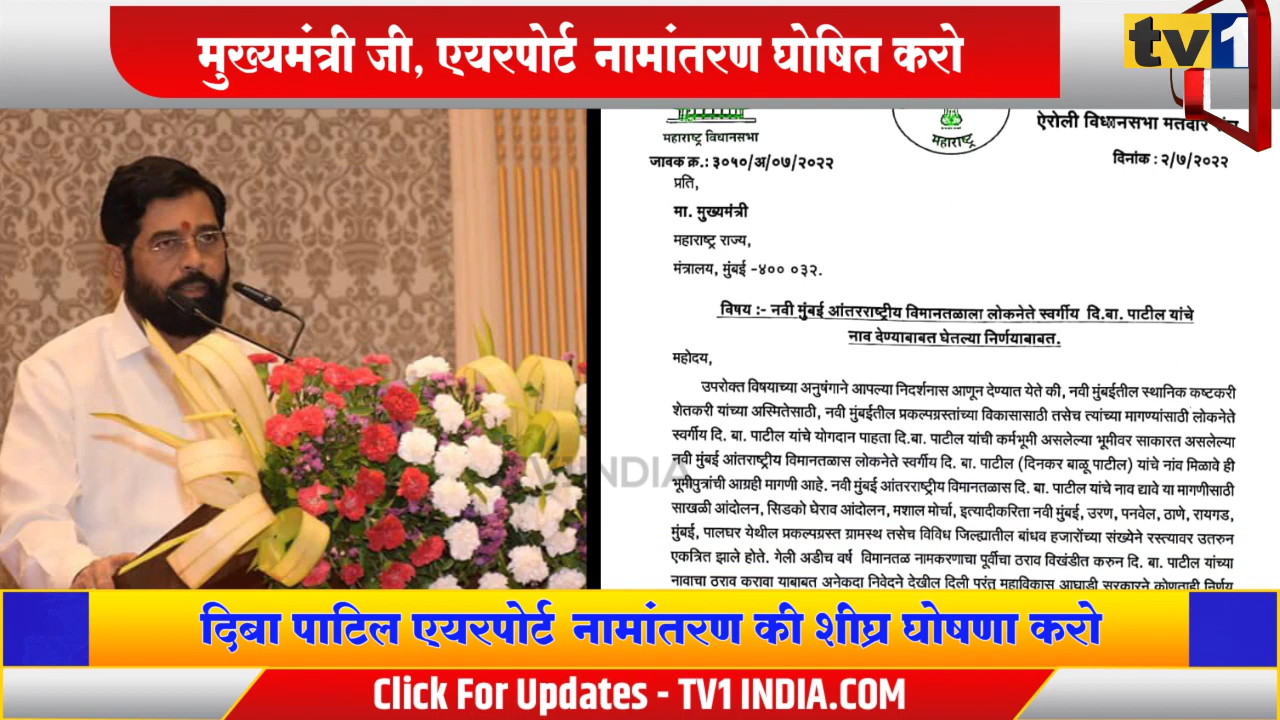 मुख्यमंत्री जी, एयरपोर्ट नामांतरण घोषित करो
tv1
महाराष्ट्र विधानसभा
महाराष्ट्र
ऐरोली विधानसभा मतदार
जावक क्र.: ३०५०/अ/०७/२०२२
दिनांक : २/७/२०२२
प्रति,
मा. मुख्यमंत्री
महाराष्ट्र राज्य,
मंत्रालय, मुंबई -४०० ०३२.
विषय :- नवी मुंबई आंतरराष्ट्रीय विमानतळाला लोकनेते स्वर्गीय दि.बा. पाटील यांचे
नाव देण्याबाबत घेतल्या निर्णयाबाबत.
महोदय,
उपरोक्त विषयाच्या अनुषंगाने आपल्या निदर्शनास आणून देण्यात येते की, नवी मुंबईतील स्थानिक कष्टकरी
शेतकरी यांच्या अस्मितेसाठी, नवी मुंबईतील प्रकल्पग्रस्तांच्या विकासासाठी तसेच त्यांच्या मागण्यांसाठी लोकनेते
स्वर्गीय दि. बा. पाटील यांचे योगदान पाहता दि.बा. पाटील यांची कर्मभूमी असलेल्या भूमीवर साकारत असलेल्या
नवी मुंबई आंतराष्ट्रीय विमानतळास लोकनेते स्वर्गीय दि. बा. पाटील (दिनकर बाळू पाटील) यांचे नांव मिळावे ही
भूमीपुत्रांची आग्रही मागणी आहे. नवी मुंबई आंतरराष्ट्रीय विमानतळास दि. बा. पाटील यांचे नाव द्यावे या मागणीसाठी
साखळी आंदोलन, सिडको घेराव आंदोलन, मशाल मोर्चा, इत्यादीकरिता नवी मुंबई, उरण, पनवेल, ठाणे, रायगड,
मुंबई, पालघर येथील प्रकल्पग्रस्त ग्रामस्थ तसेच विविध जिल्ह्यातील बांधव हजारोंच्या संख्येने रस्त्यावर उतरुन
एकत्रित झाले होते. गेली अडीच वर्ष विमानतळ नामकरणाचा पूर्वीचा ठराव विखंडीत करुन दि. बा. पाटील यांच्या
नावाचा ठराव करावा याबाबत अनेकदा निवेदने देखील दिली परंतु महाविकास आघाडी सरकारने कोणताही निर्णय
दिबा पाटिल एयरपोर्ट नामांतरण की शीघ्र घोषणा करो
Click For Updates - TV1 INDIA.COM